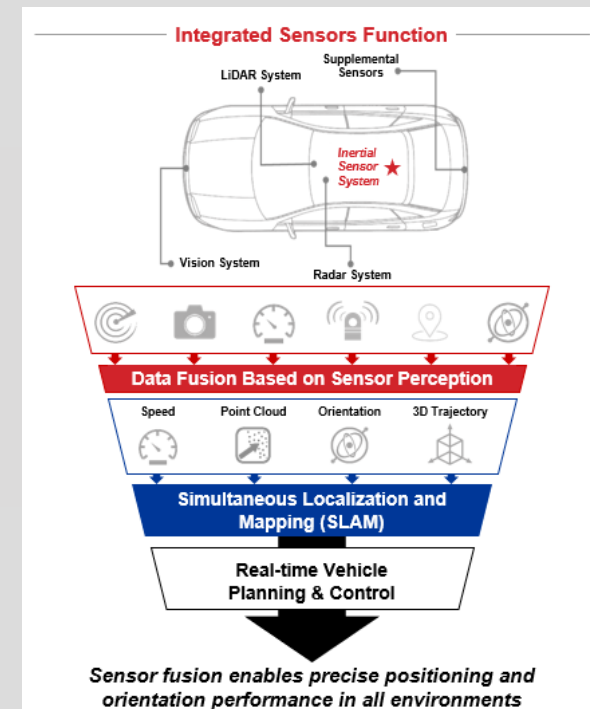 Integrated Sensors Function
Supplemental
Sensors
LiDAR System
Inertial
Sensor
System
Vision System
Radar System
Data Fusion Based on Sensor Perception
Speed
Point Cloud
Orientation
3D Trajectory
Simultaneous Localization and
Mapping (SLAM)
Real-time Vehicle
Planning & Control
Sensor fusion enables precise positioning and
orientation performance in all environments